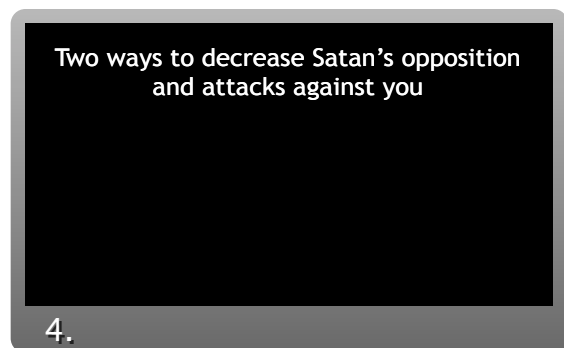 Two ways to decrease Satan’s opposition
and attacks against you
4.